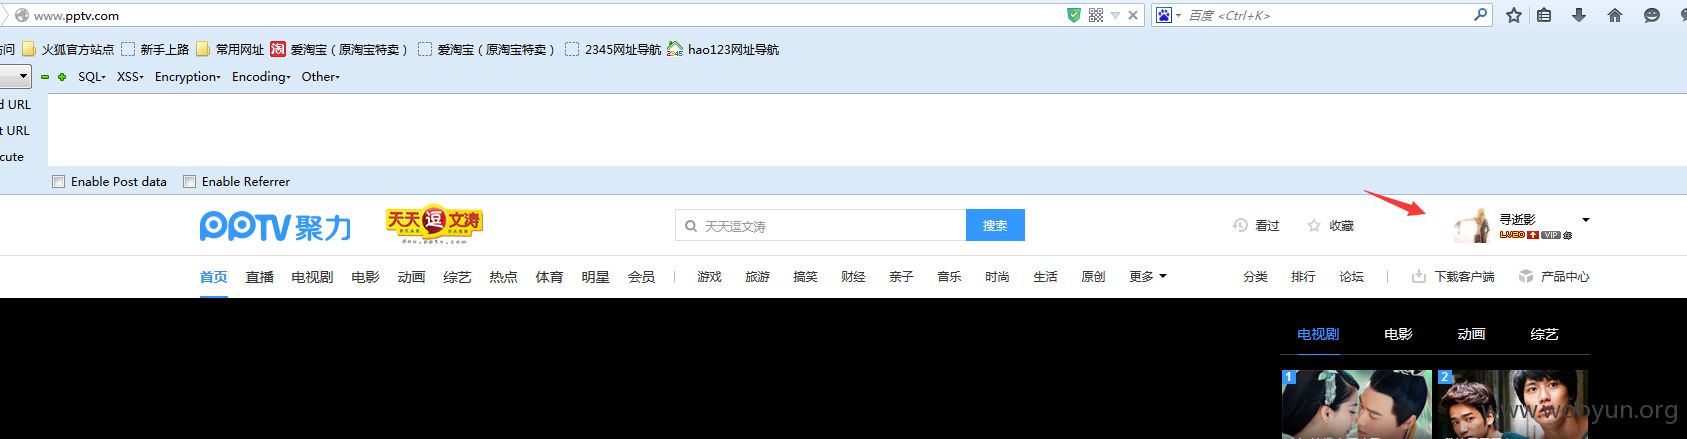 www.pptv.com
百度 <Ctrl+K>
访问 火狐官方站点 新手上路 常用网址 爱淘宝（原淘宝特卖） 爱淘宝（原淘宝特卖） 2345网址导航 hao123网址导航
SQL XSS Encryption Encoding Other
d URL
t URL
cute
Enable Post data Enable Referrer
PPTV聚力 天天逗文涛 天天逗文涛 搜索 看过 收藏 寻逝影
dou.pptv.com
LV20 VIP
首页 直播 电视剧 电影 动画 综艺 热点 体育 明星 会员 游戏 旅游 搞笑 财经 亲子 音乐 时尚 生活 原创 更多 分类 排行 论坛 下载客户端 产品中心
电视剧 电影 动画 综艺
1 2
www.wooyun.org